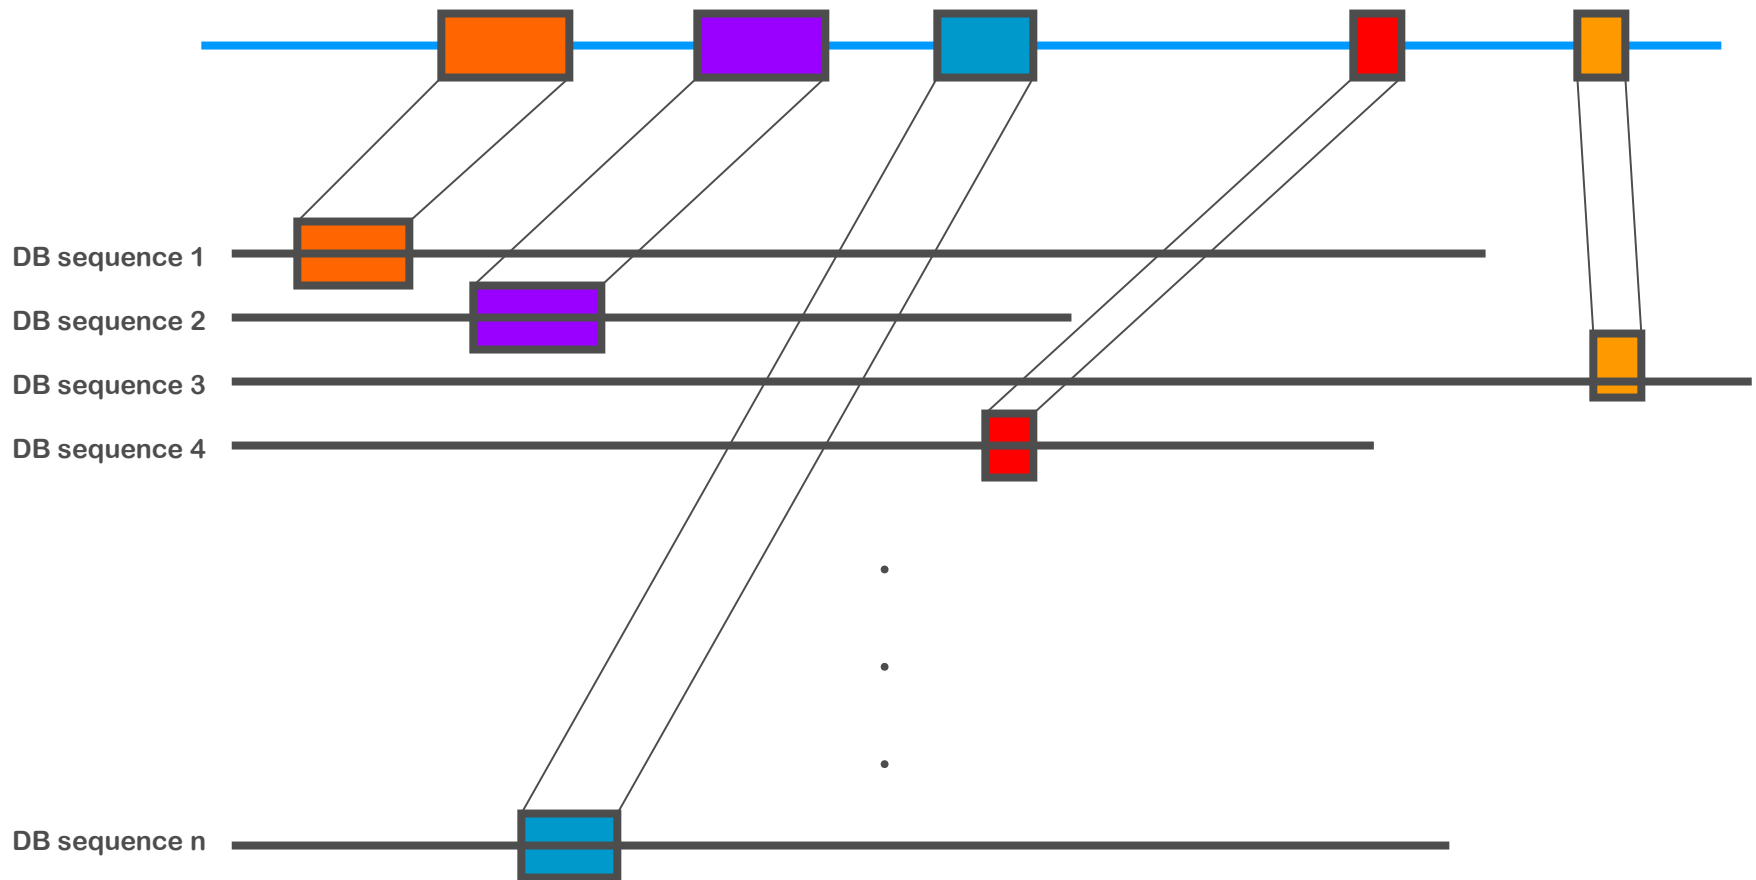 DB sequence 1
DB sequence 2
DB sequence 3
DB sequence 4
DB sequence n